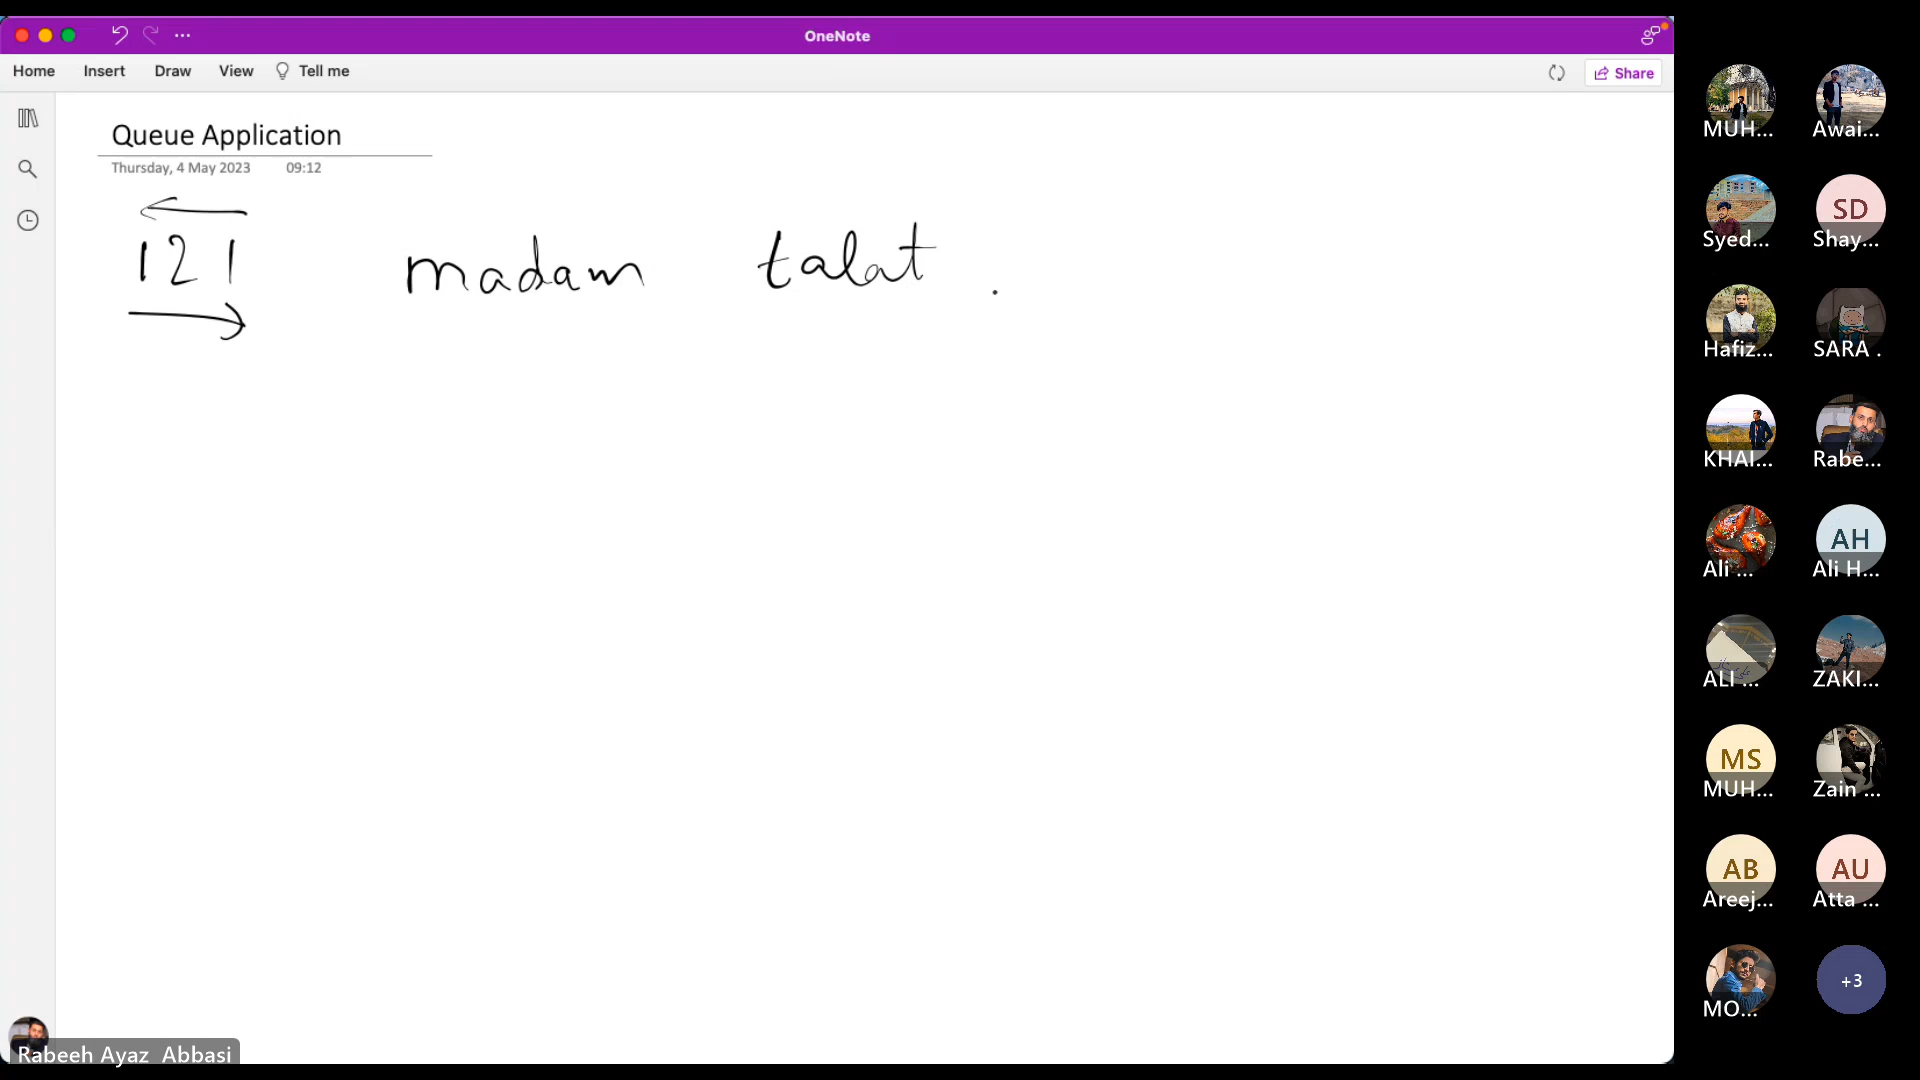 OneNote
Home Insert Draw View Tell me Share
Queue Application
Thursday, 4 May 2023 09:12
121 madam talat .
MUH... Awai...
Syed... SD Shay...
Hafiz... SARA .
KHAI... Rabe...
Ali ... AH Ali H...
ALI ... ZAKI...
MS MUH... Zain ...
AB Areej... AU Atta ...
MO... +3
Rabeeh Ayaz Abbasi